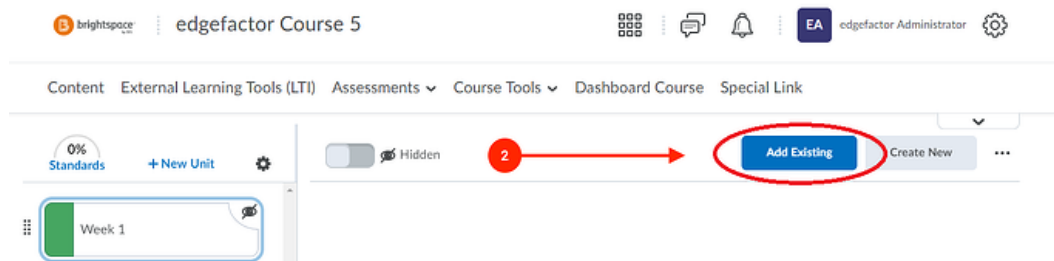 brightspace edgefactor Course 5 EA edgefactor Administrator
Content External Learning Tools (LTI) Assessments Course Tools Dashboard Course Special Link
0%
Standards + New Unit Hidden 2 Add Existing Create New ...
Week 1